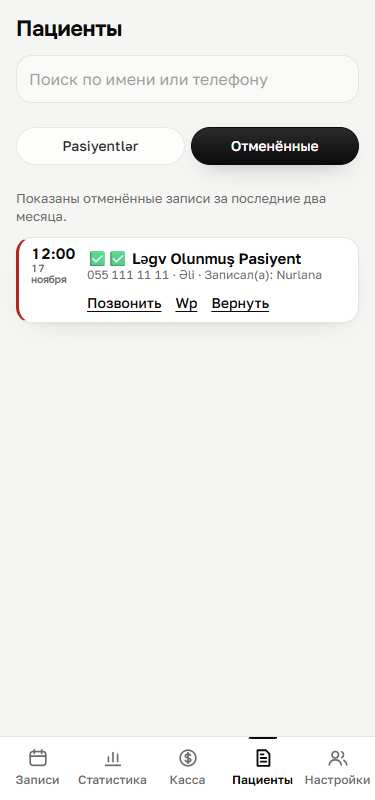 Пациенты
Поиск по имени или телефону
Pasiyentlər
Отменённые
Показаны отменённые записи за последние два
месяца.
12:00
17
ноября
✅ ✅ Ləgv Olunmuş Pasiyent
055 111 11 11 · Əli · Записал(а): Nurlana
Позвонить Wp Вернуть
Записи
Статистика
Касса
Пациенты
Настройки